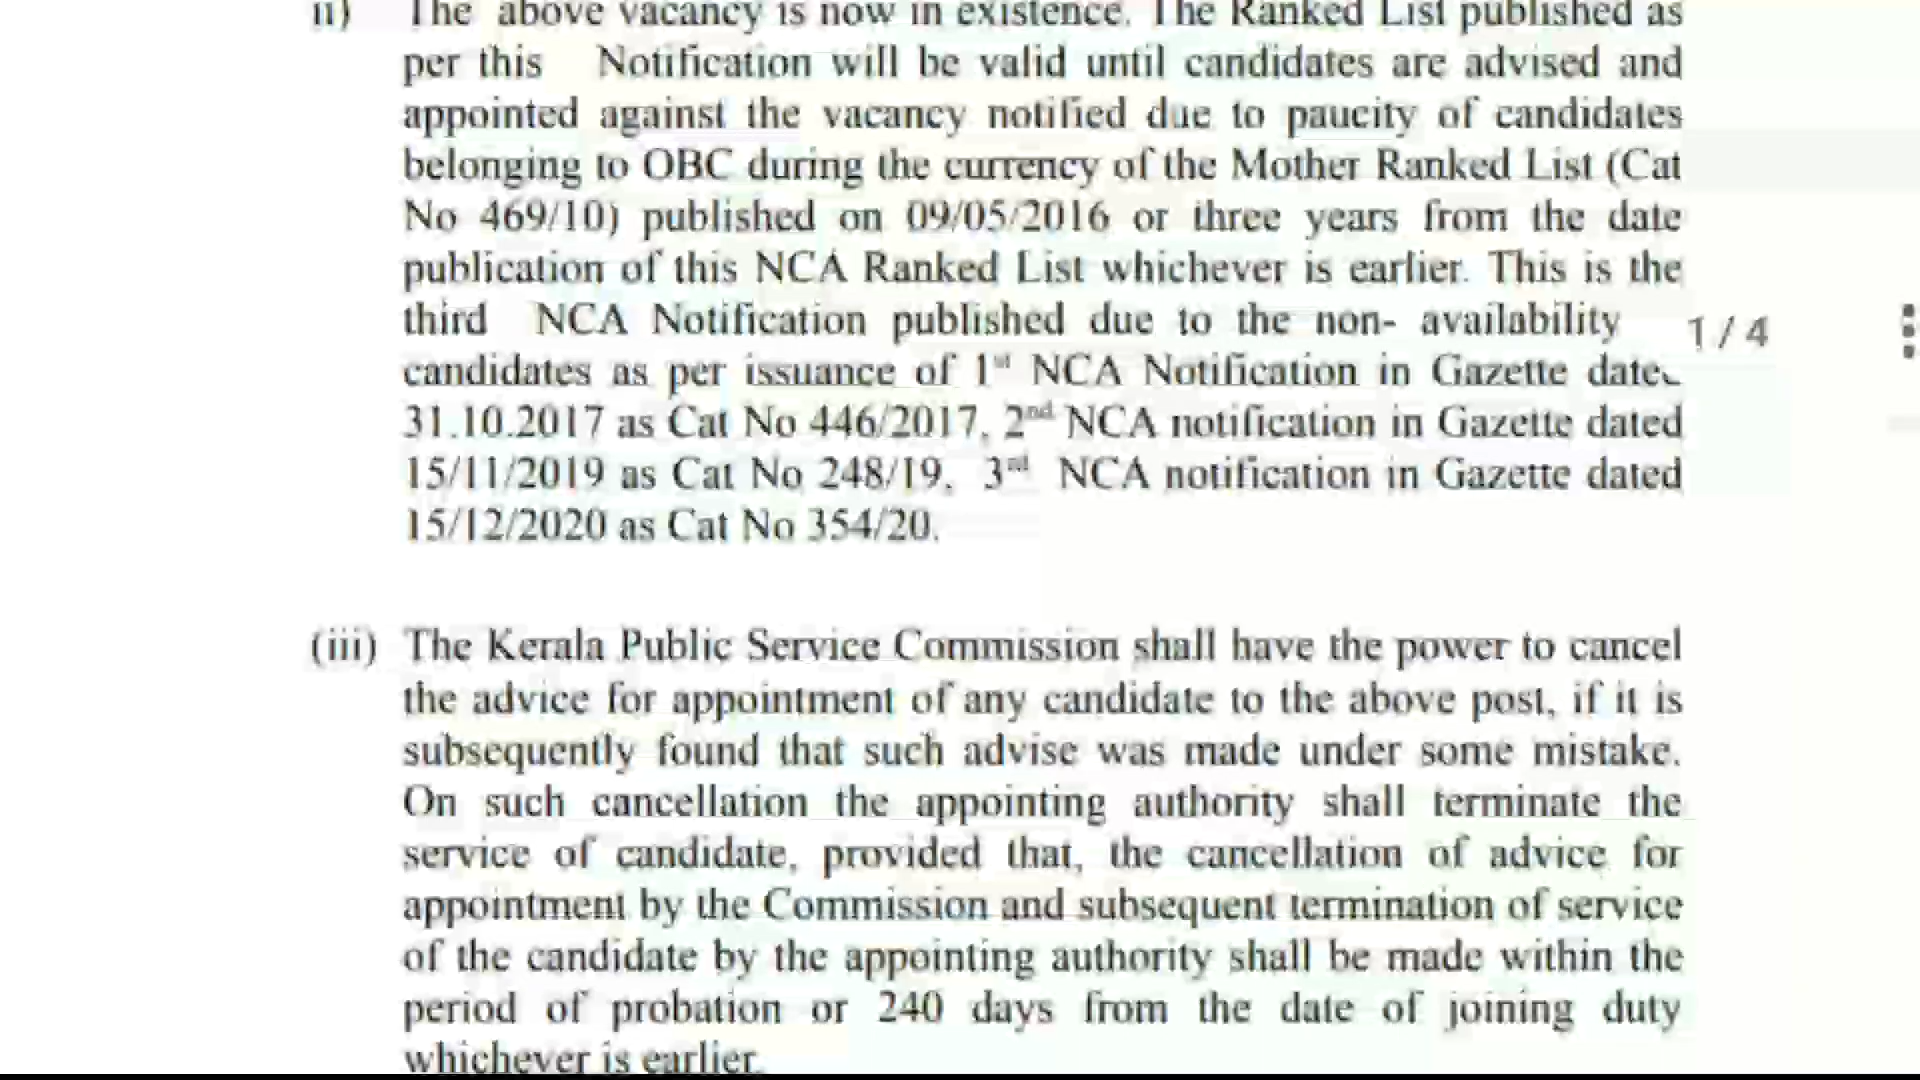 ii) The above vacancy is now in existence. The Ranked List published as
per this Notification will be valid until candidates are advised and
appointed against the vacancy notified due to paucity of candidates
belonging to OBC during the currency of the Mother Ranked List (Cat
No 469/10) published on 09/05/2016 or three years from the date
publication of this NCA Ranked List whichever is earlier. This is the
third NCA Notification published due to the non- availability
1 / 4
candidates as per issuance of 1st NCA Notification in Gazette dated
31.10.2017 as Cat No 446/2017, 2nd NCA notification in Gazette dated
15/11/2019 as Cat No 248/19, 3rd NCA notification in Gazette dated
15/12/2020 as Cat No 354/20.
(iii) The Kerala Public Service Commission shall have the power to cancel
the advice for appointment of any candidate to the above post, if it is
subsequently found that such advise was made under some mistake.
On such cancellation the appointing authority shall terminate the
service of candidate, provided that, the cancellation of advice for
appointment by the Commission and subsequent termination of service
of the candidate by the appointing authority shall be made within the
period of probation or 240 days from the date of joining duty
whichever is earlier.